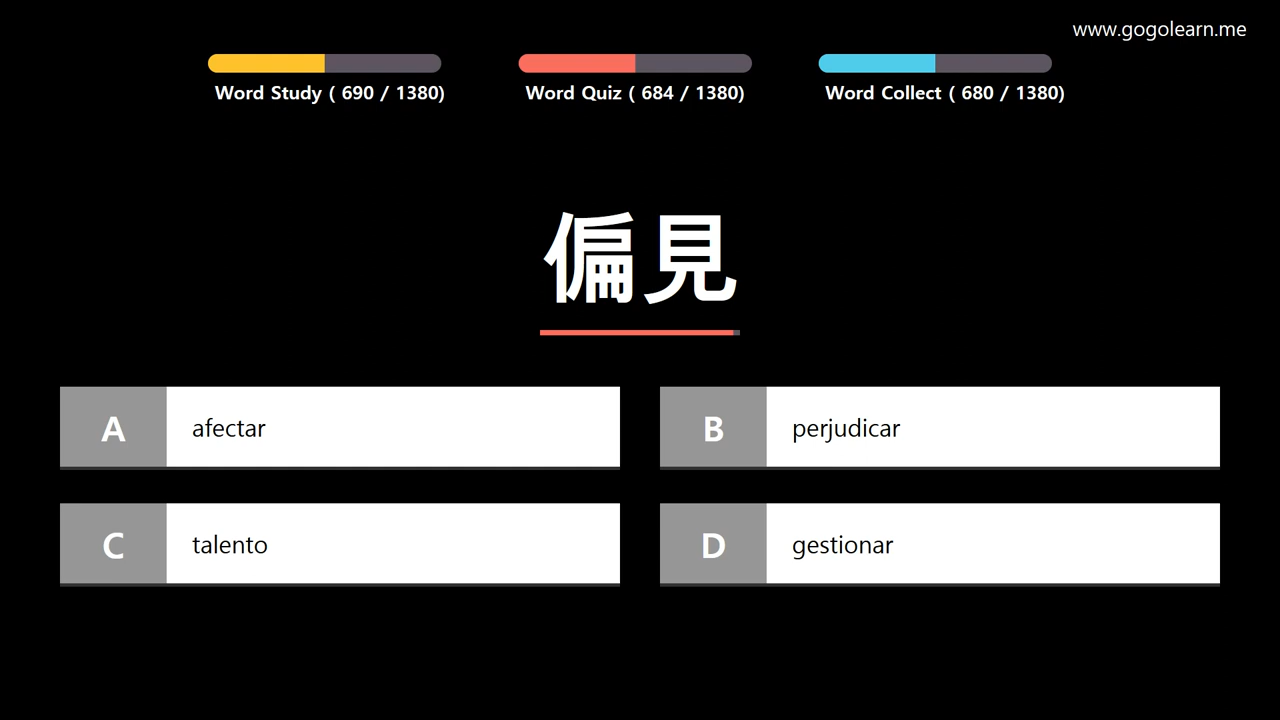 www.gogolearn.me
Word Study ( 690 / 1380)
Word Quiz ( 684 / 1380)
Word Collect ( 680 / 1380)
偏見
A afectar
B perjudicar
C talento
D gestionar